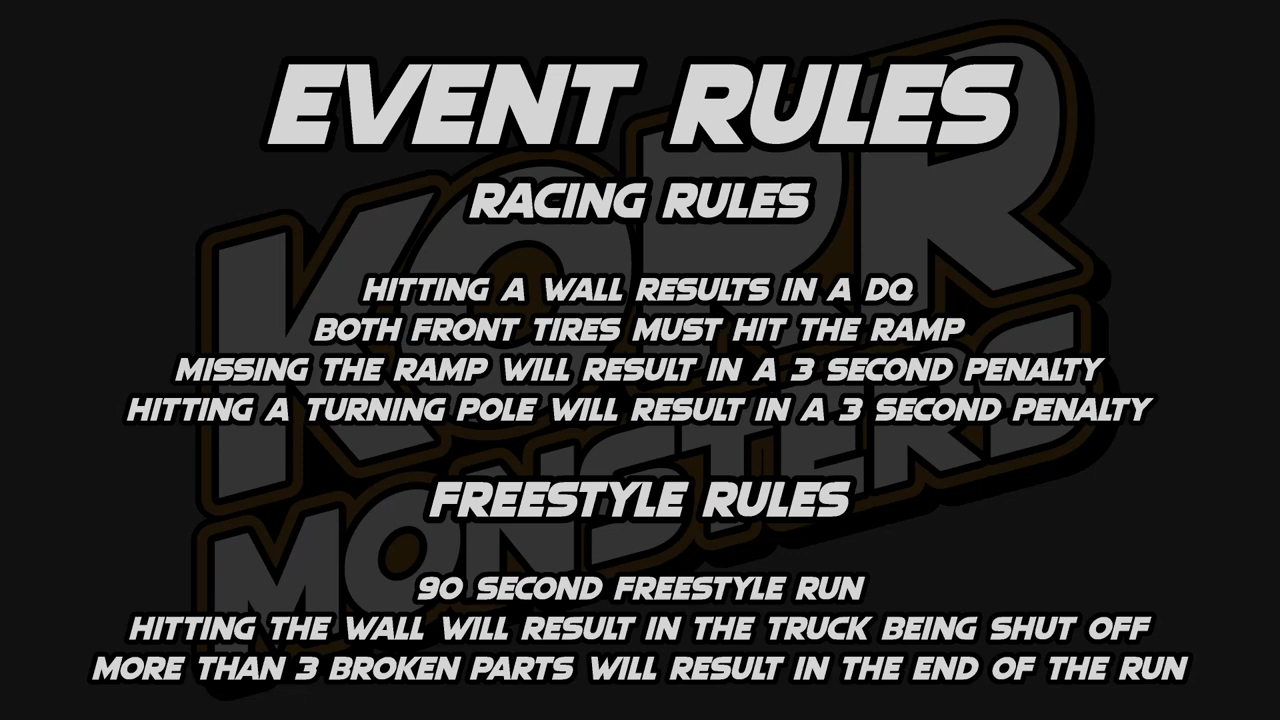 EVENT RULES
RACING RULES
HITTING A WALL RESULTS IN A DQ
BOTH FRONT TIRES MUST HIT THE RAMP
MISSING THE RAMP WILL RESULT IN A 3 SECOND PENALTY
HITTING A TURNING POLE WILL RESULT IN A 3 SECOND PENALTY
FREESTYLE RULES
90 SECOND FREESTYLE RUN
HITTING THE WALL WILL RESULT IN THE TRUCK BEING SHUT OFF
MORE THAN 3 BROKEN PARTS WILL RESULT IN THE END OF THE RUN
MONSTERS